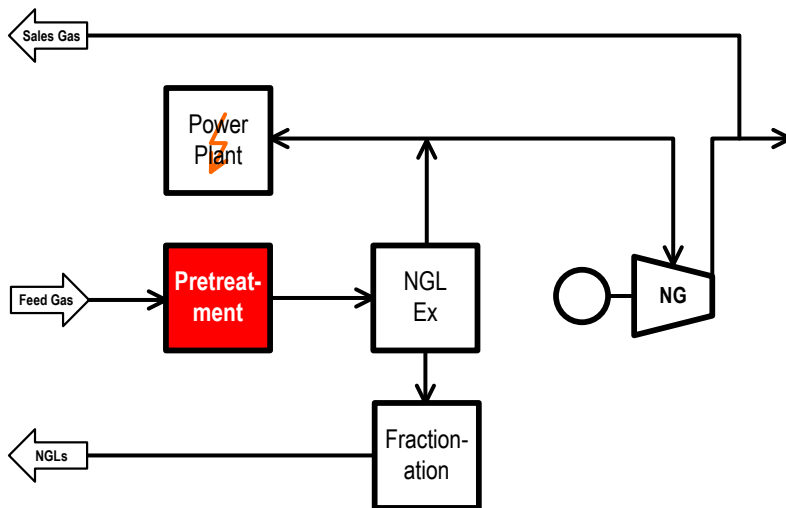 Sales Gas
Power
Plant
Feed Gas
Pretreat-
ment
NGL
Ex
NG
Fraction-
ation
NGLs